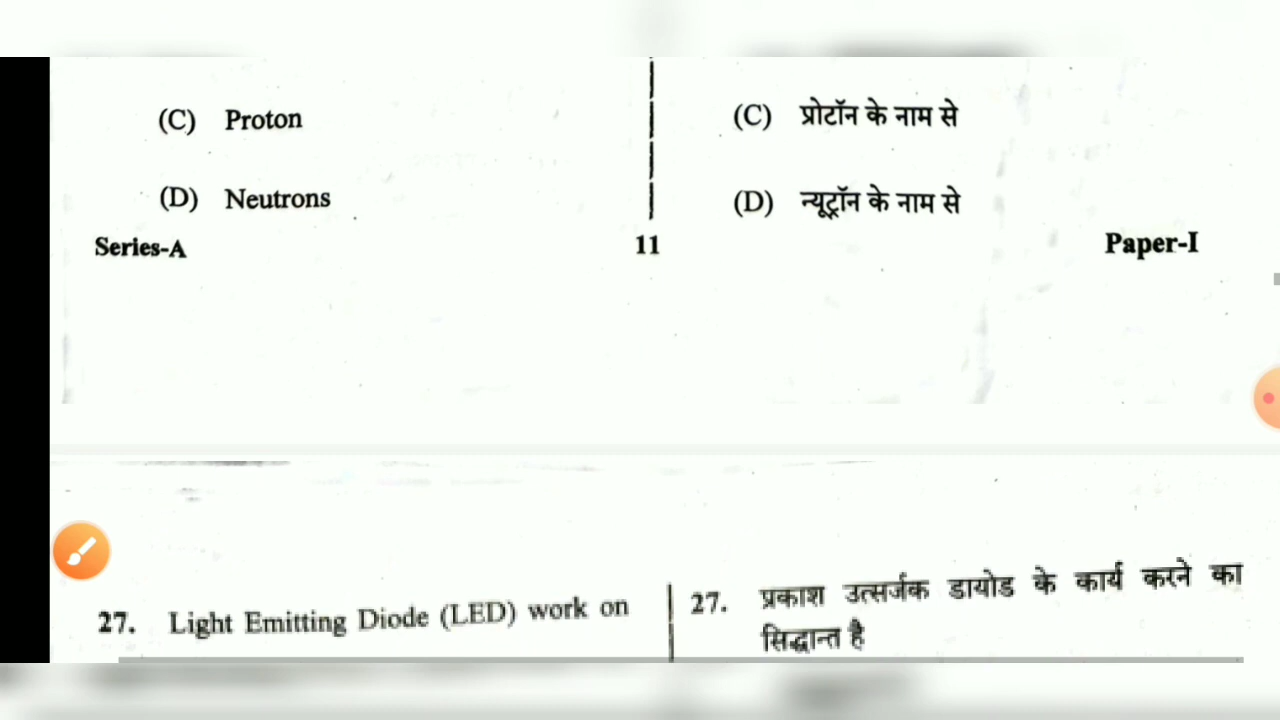 (C) Proton
(D) Neutrons
(C) प्रोटॉन के नाम से
(D) न्यूट्रॉन के नाम से
Series-A 11 Paper-I
27. Light Emitting Diode (LED) work on
27. प्रकाश उत्सर्जक डायोड के कार्य करने का
सिद्धान्त है